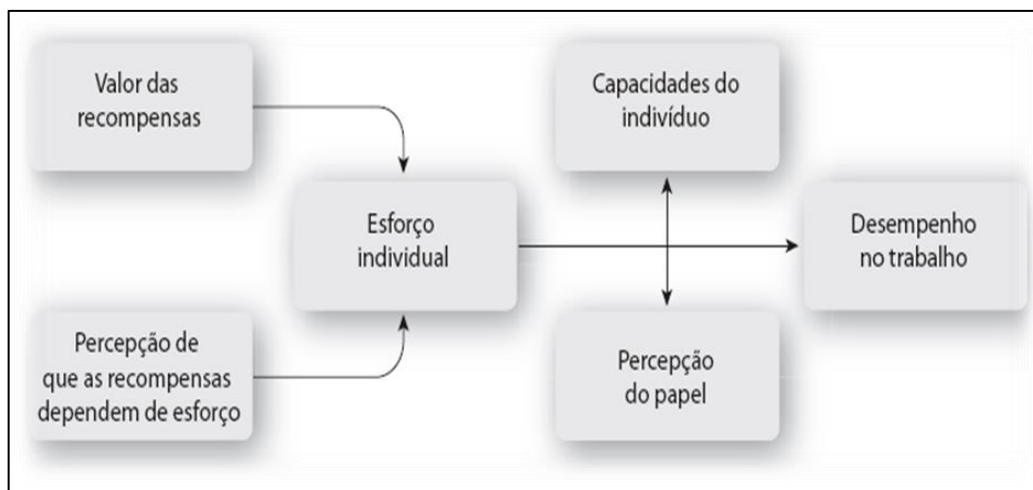 Valor das
recompensas
Percepção de
que as recompensas
dependem de esforço
Esforço
individual
Capacidades do
indivíduo
Percepção
do papel
Desempenho
no trabalho